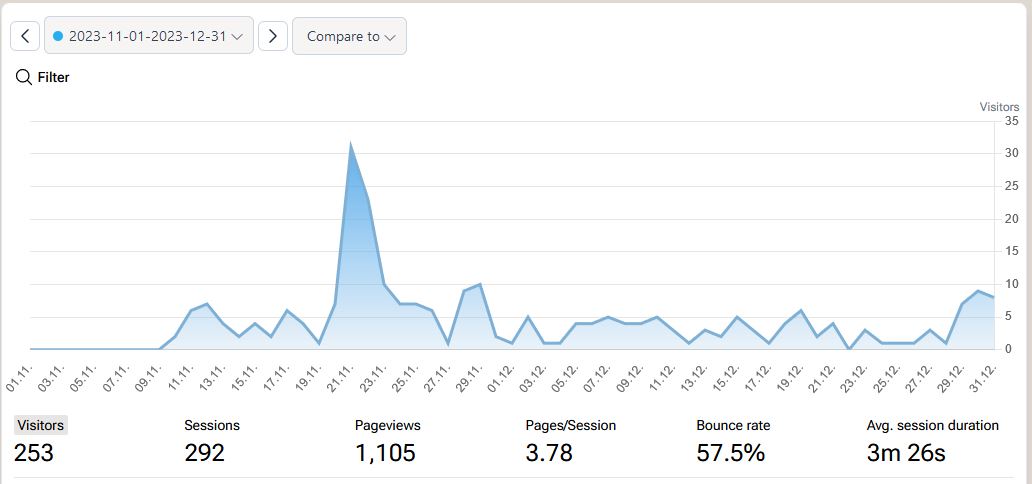 2023-11-01-2023-12-31 Compare to
Filter
Visitors
35
30
25
20
15
10
5
0
01.11. 03.11. 05.11. 07.11. 09.11. 11.11. 13.11. 15.11. 17.11. 19.11. 21.11. 23.11. 25.11. 27.11. 29.11. 01.12. 03.12. 05.12. 07.12. 09.12. 11.12. 13.12. 15.12. 17.12. 19.12. 21.12. 23.12. 25.12. 27.12. 29.12. 31.12.
Visitors Sessions Pageviews Pages/Session Bounce rate Avg. session duration
253 292 1,105 3.78 57.5% 3m 26s